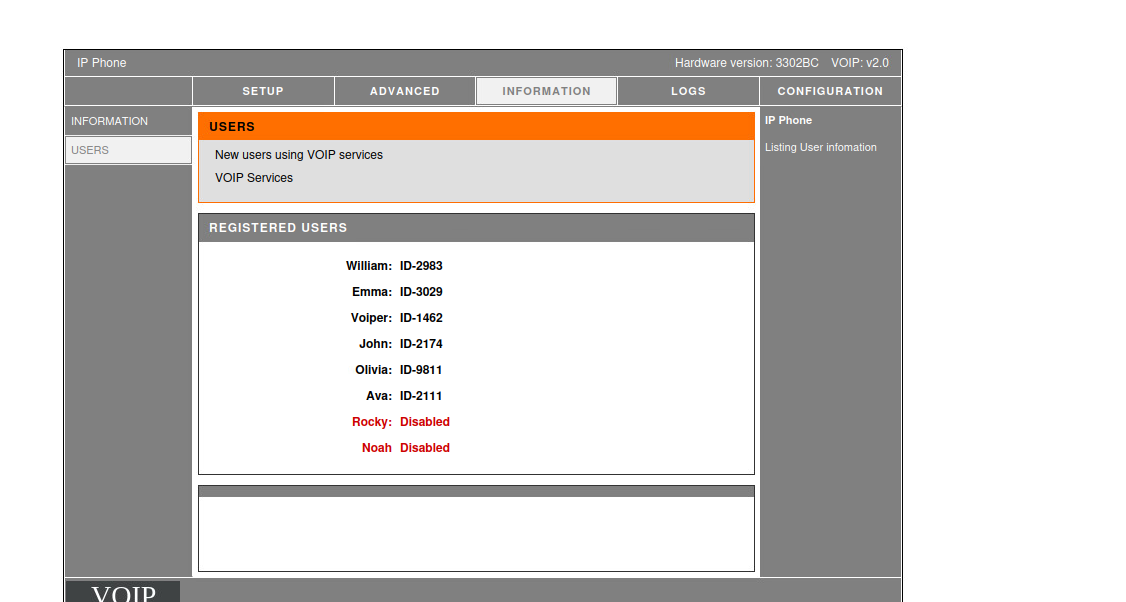 IP Phone Hardware version: 3302BC VOIP: v2.0
SETUP ADVANCED INFORMATION LOGS CONFIGURATION
INFORMATION
USERS
USERS
New users using VOIP services
VOIP Services
REGISTERED USERS
William: ID-2983
Emma: ID-3029
Voiper: ID-1462
John: ID-2174
Olivia: ID-9811
Ava: ID-2111
Rocky: Disabled
Noah Disabled
IP Phone
Listing User infomation
VOIP